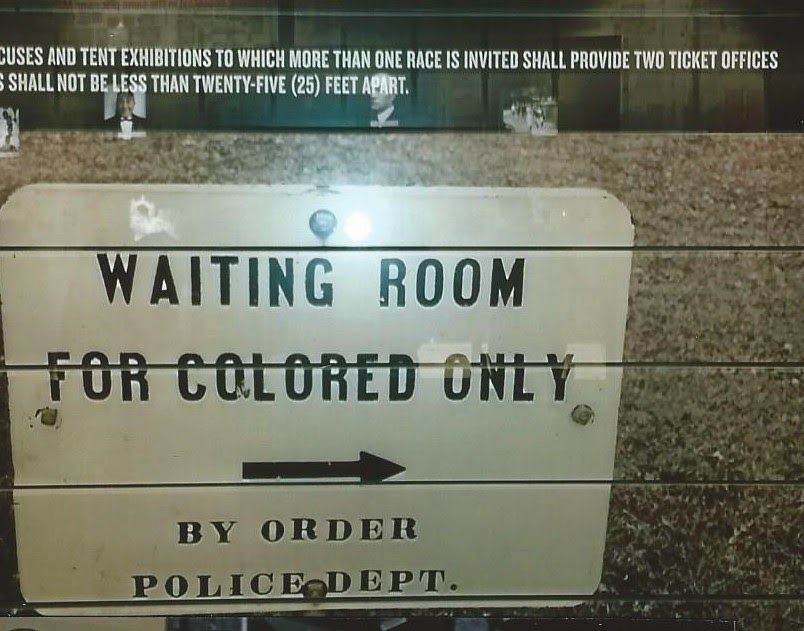 CUSES AND TENT EXHIBITIONS TO WHICH MORE THAN ONE RACE IS INVITED SHALL PROVIDE TWO TICKET OFFICES
S SHALL NOT BE LESS THAN TWENTY-FIVE (25) FEET APART.
WAITING ROOM
FOR COLORED ONLY
BY ORDER
POLICE DEPT.